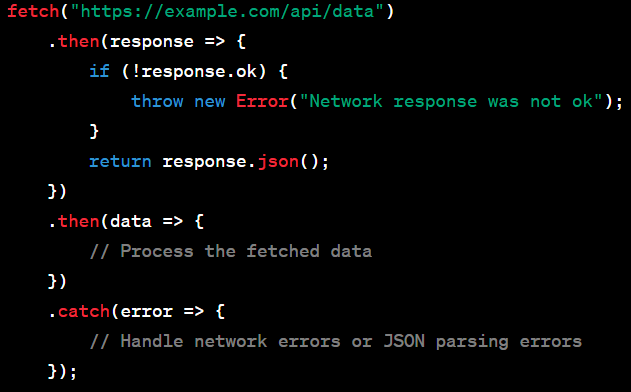 fetch("https://example.com/api/data")
    .then(response => {
        if (!response.ok) {
            throw new Error("Network response was not ok");
        }
        return response.json();
    })
    .then(data => {
        // Process the fetched data
    })
    .catch(error => {
        // Handle network errors or JSON parsing errors
    });